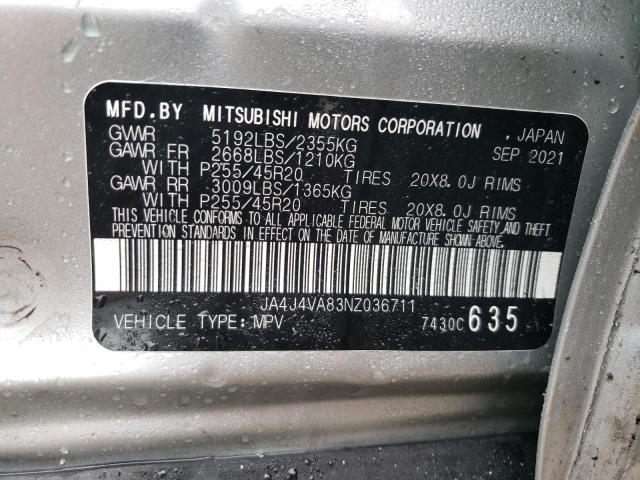 MFD.BY MITSUBISHI MOTORS CORPORATION , JAPAN
GVWR 5192LBS/2355KG SEP 2021
GAWR FR 2668LBS/1210KG
WITH P255/45R20 TIRES 20X8.0J RIMS
GAWR RR 3009LBS/1365KG
WITH P255/45R20 TIRES 20X8.0J RIMS
THIS VEHICLE CONFORMS TO ALL APPLICABLE FEDERAL MOTOR VEHICLE SAFETY AND THEFT
PREVENTION STANDARDS IN EFFECT ON THE DATE OF MANUFACTURE SHOWN ABOVE.
JA4J4VA83NZ036711
VEHICLE TYPE:MPV 7430C 635